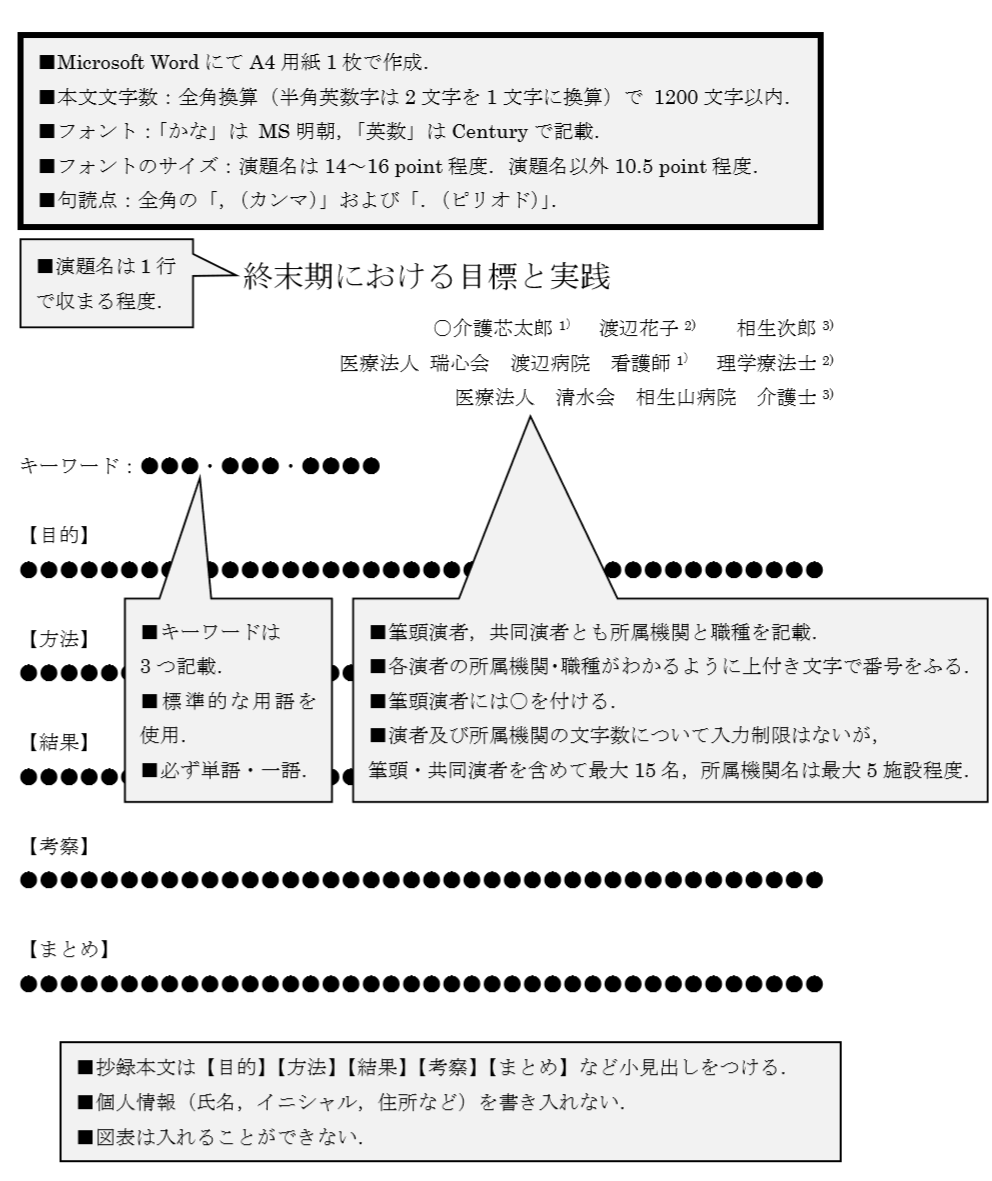 ■Microsoft Word にて A4 用紙 1 枚で作成．
■本文文字数：全角換算（半角英数字は 2 文字を 1 文字に換算）で 1200 文字以内．
■フォント：「かな」は MS 明朝，「英数」は Century で記載．
■フォントのサイズ：演題名は 14～16 point 程度．演題名以外 10.5 point 程度．
■句読点：全角の「，（カンマ）」および「．（ピリオド）」．
■演題名は 1 行
で収まる程度．
終末期における目標と実践
○介護芯太郎 1)　渡辺花子 2)　相生次郎 3)
医療法人 瑞心会　渡辺病院　看護師 1)　理学療法士 2)
医療法人　清水会　相生山病院　介護士 3)
キーワード：●●●・●●●・●●●●
【目的】
●●●●●●●●●●●●●●●●●●●●●●●●●●●●●●●●●●
【方法】
●●●●●●●
■キーワードは
3 つ記載．
■標準的な用語を
使用．
■必ず単語・一語．
■筆頭演者，共同演者とも所属機関と職種を記載．
■各演者の所属機関・職種がわかるように上付き文字で番号をふる．
■筆頭演者には○を付ける．
■演者及び所属機関の文字数について入力制限はないが，
筆頭・共同演者を含めて最大 15 名，所属機関名は最大 5 施設程度．
【結果】
●●●●●●●
【考察】
●●●●●●●●●●●●●●●●●●●●●●●●●●●●●●●●●●●●●●●●
【まとめ】
●●●●●●●●●●●●●●●●●●●●●●●●●●●●●●●●●●●●●●●●
■抄録本文は【目的】【方法】【結果】【考察】【まとめ】など小見出しをつける．
■個人情報（氏名，イニシャル，住所など）を書き入れない．
■図表は入れることができない．